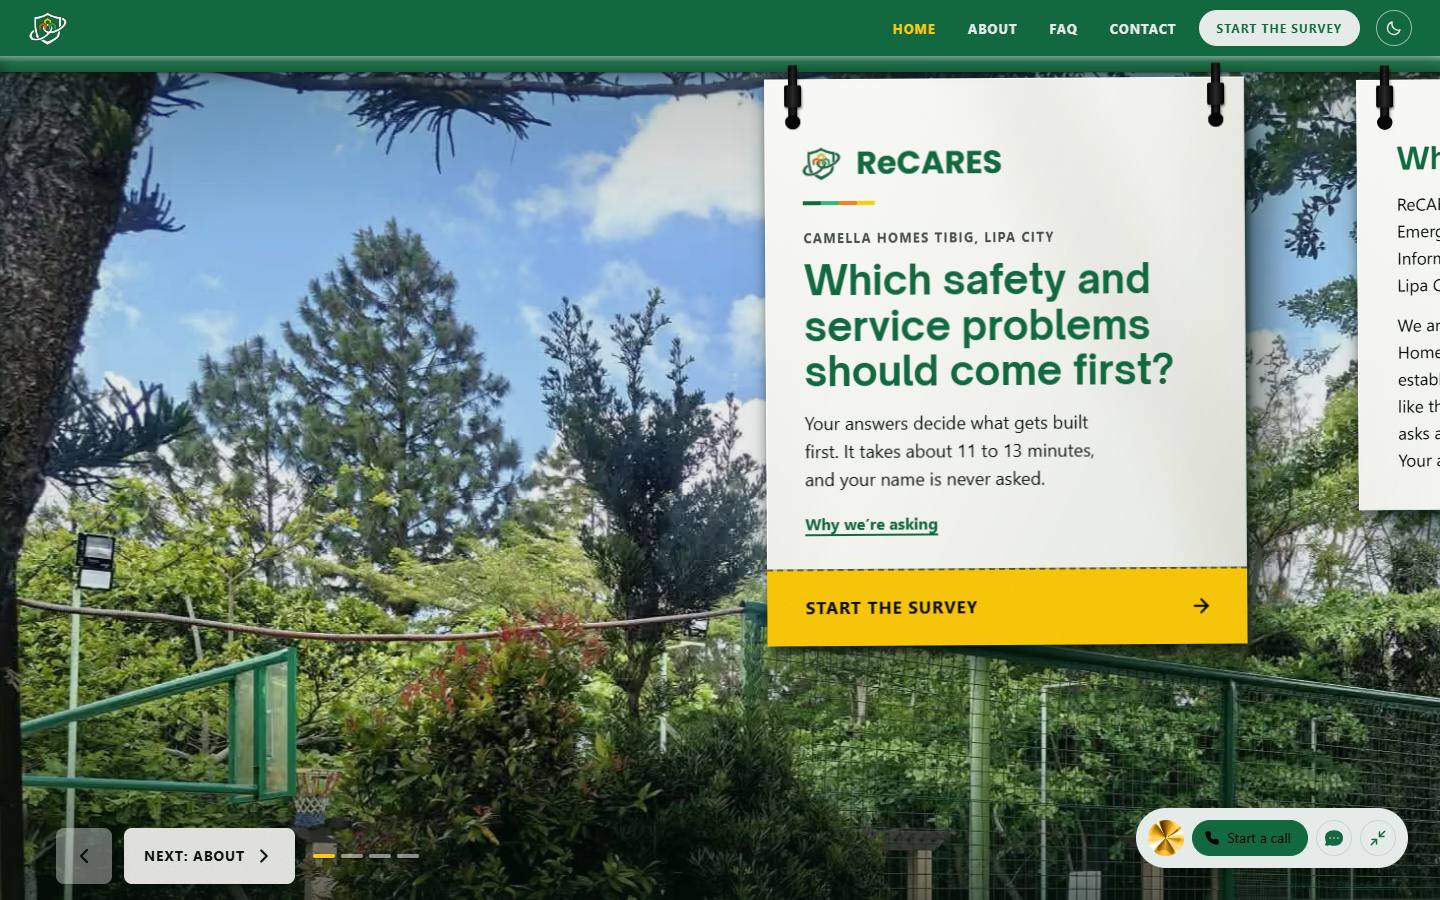 HOME
ABOUT
FAQ
CONTACT
START THE SURVEY
ReCARES
CAMELLA HOMES TIBIG, LIPA CITY
Which safety and
service problems
should come first?
Your answers decide what gets built
first. It takes about 11 to 13 minutes,
and your name is never asked.
Why we're asking
START THE SURVEY
We
Your
NEXT: ABOUT
Start a call